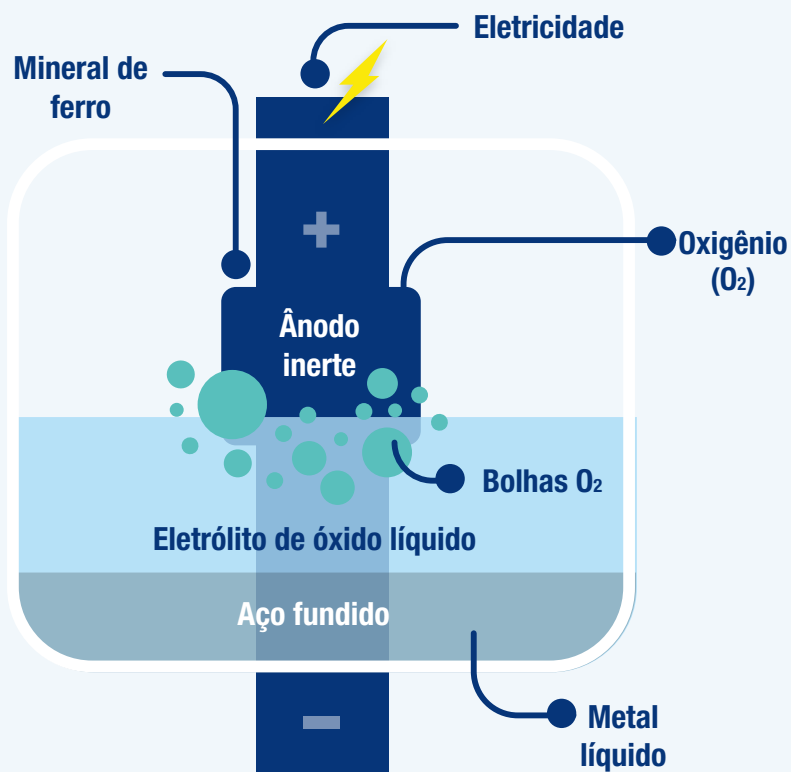 Eletricidade
Mineral de
ferro
+
Oxigênio
(O₂)
Ânodo
inerte
Bolhas O₂
Eletrólito de óxido líquido
Aço fundido
Metal
líquido
−